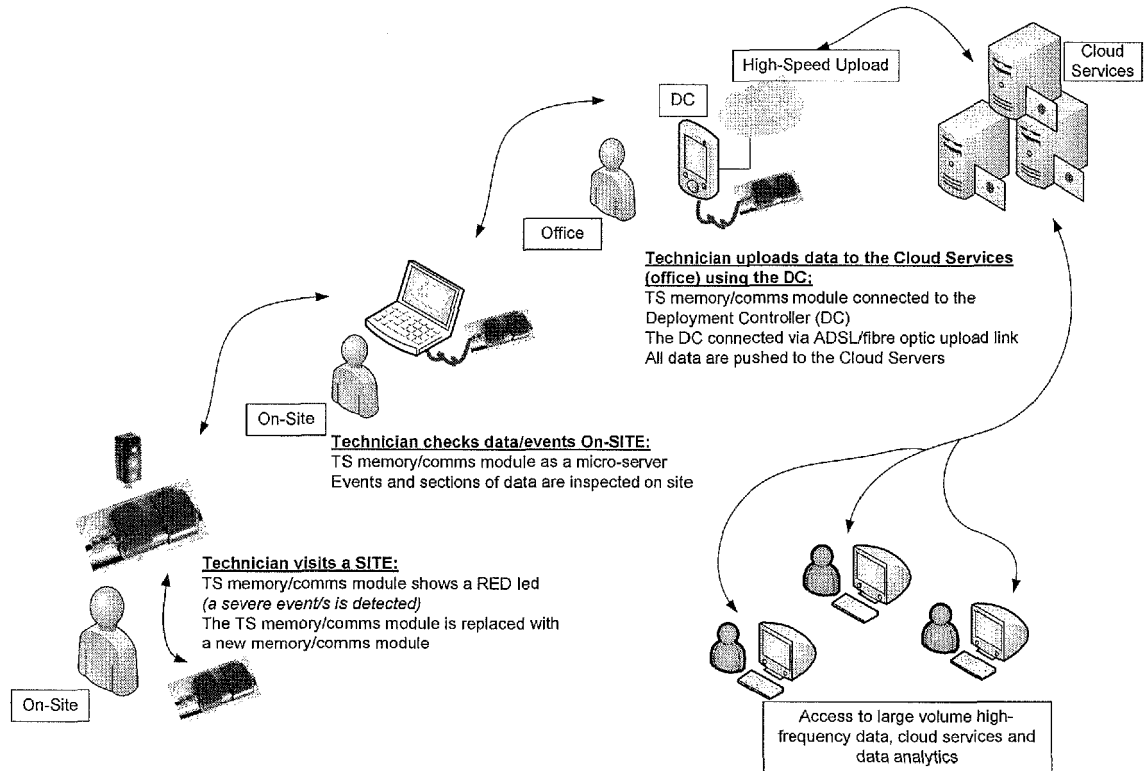 High-Speed Upload
Cloud
Services
DC
Office
Technician uploads data to the Cloud Services
(office) using the DC:
TS memory/comms module connected to the
Deployment Controller (DC)
The DC connected via ADSL/fibre optic upload link
All data are pushed to the Cloud Servers
On-Site
Technician checks data/events On-SITE:
TS memory/comms module as a micro-server
Events and sections of data are inspected on site
Technician visits a SITE:
TS memory/comms module shows a RED led
(a severe event/s is detected)
The TS memory/comms module is replaced with
a new memory/comms module
On-Site
Access to large volume high-
frequency data, cloud services and
data analytics